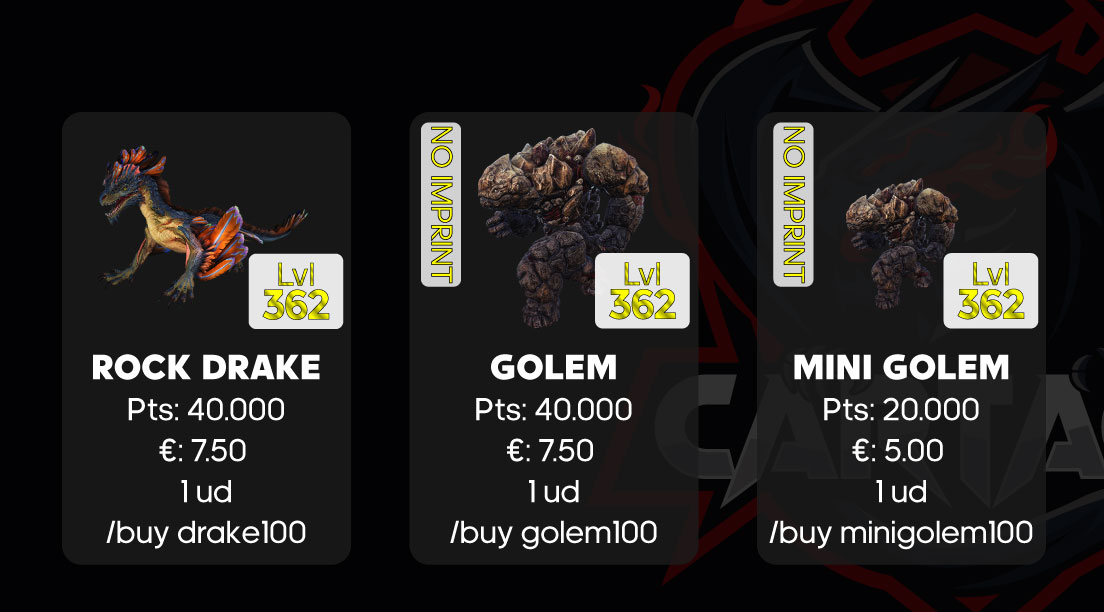 NO IMPRINT
NO IMPRINT
Lvl
362
Lvl
362
Lvl
362
ROCK DRAKE
Pts: 40.000
€: 7.50
1 ud
/buy drake100
GOLEM
Pts: 40.000
€: 7.50
1 ud
/buy golem100
MINI GOLEM
Pts: 20.000
€: 5.00
1 ud
/buy minigolem100